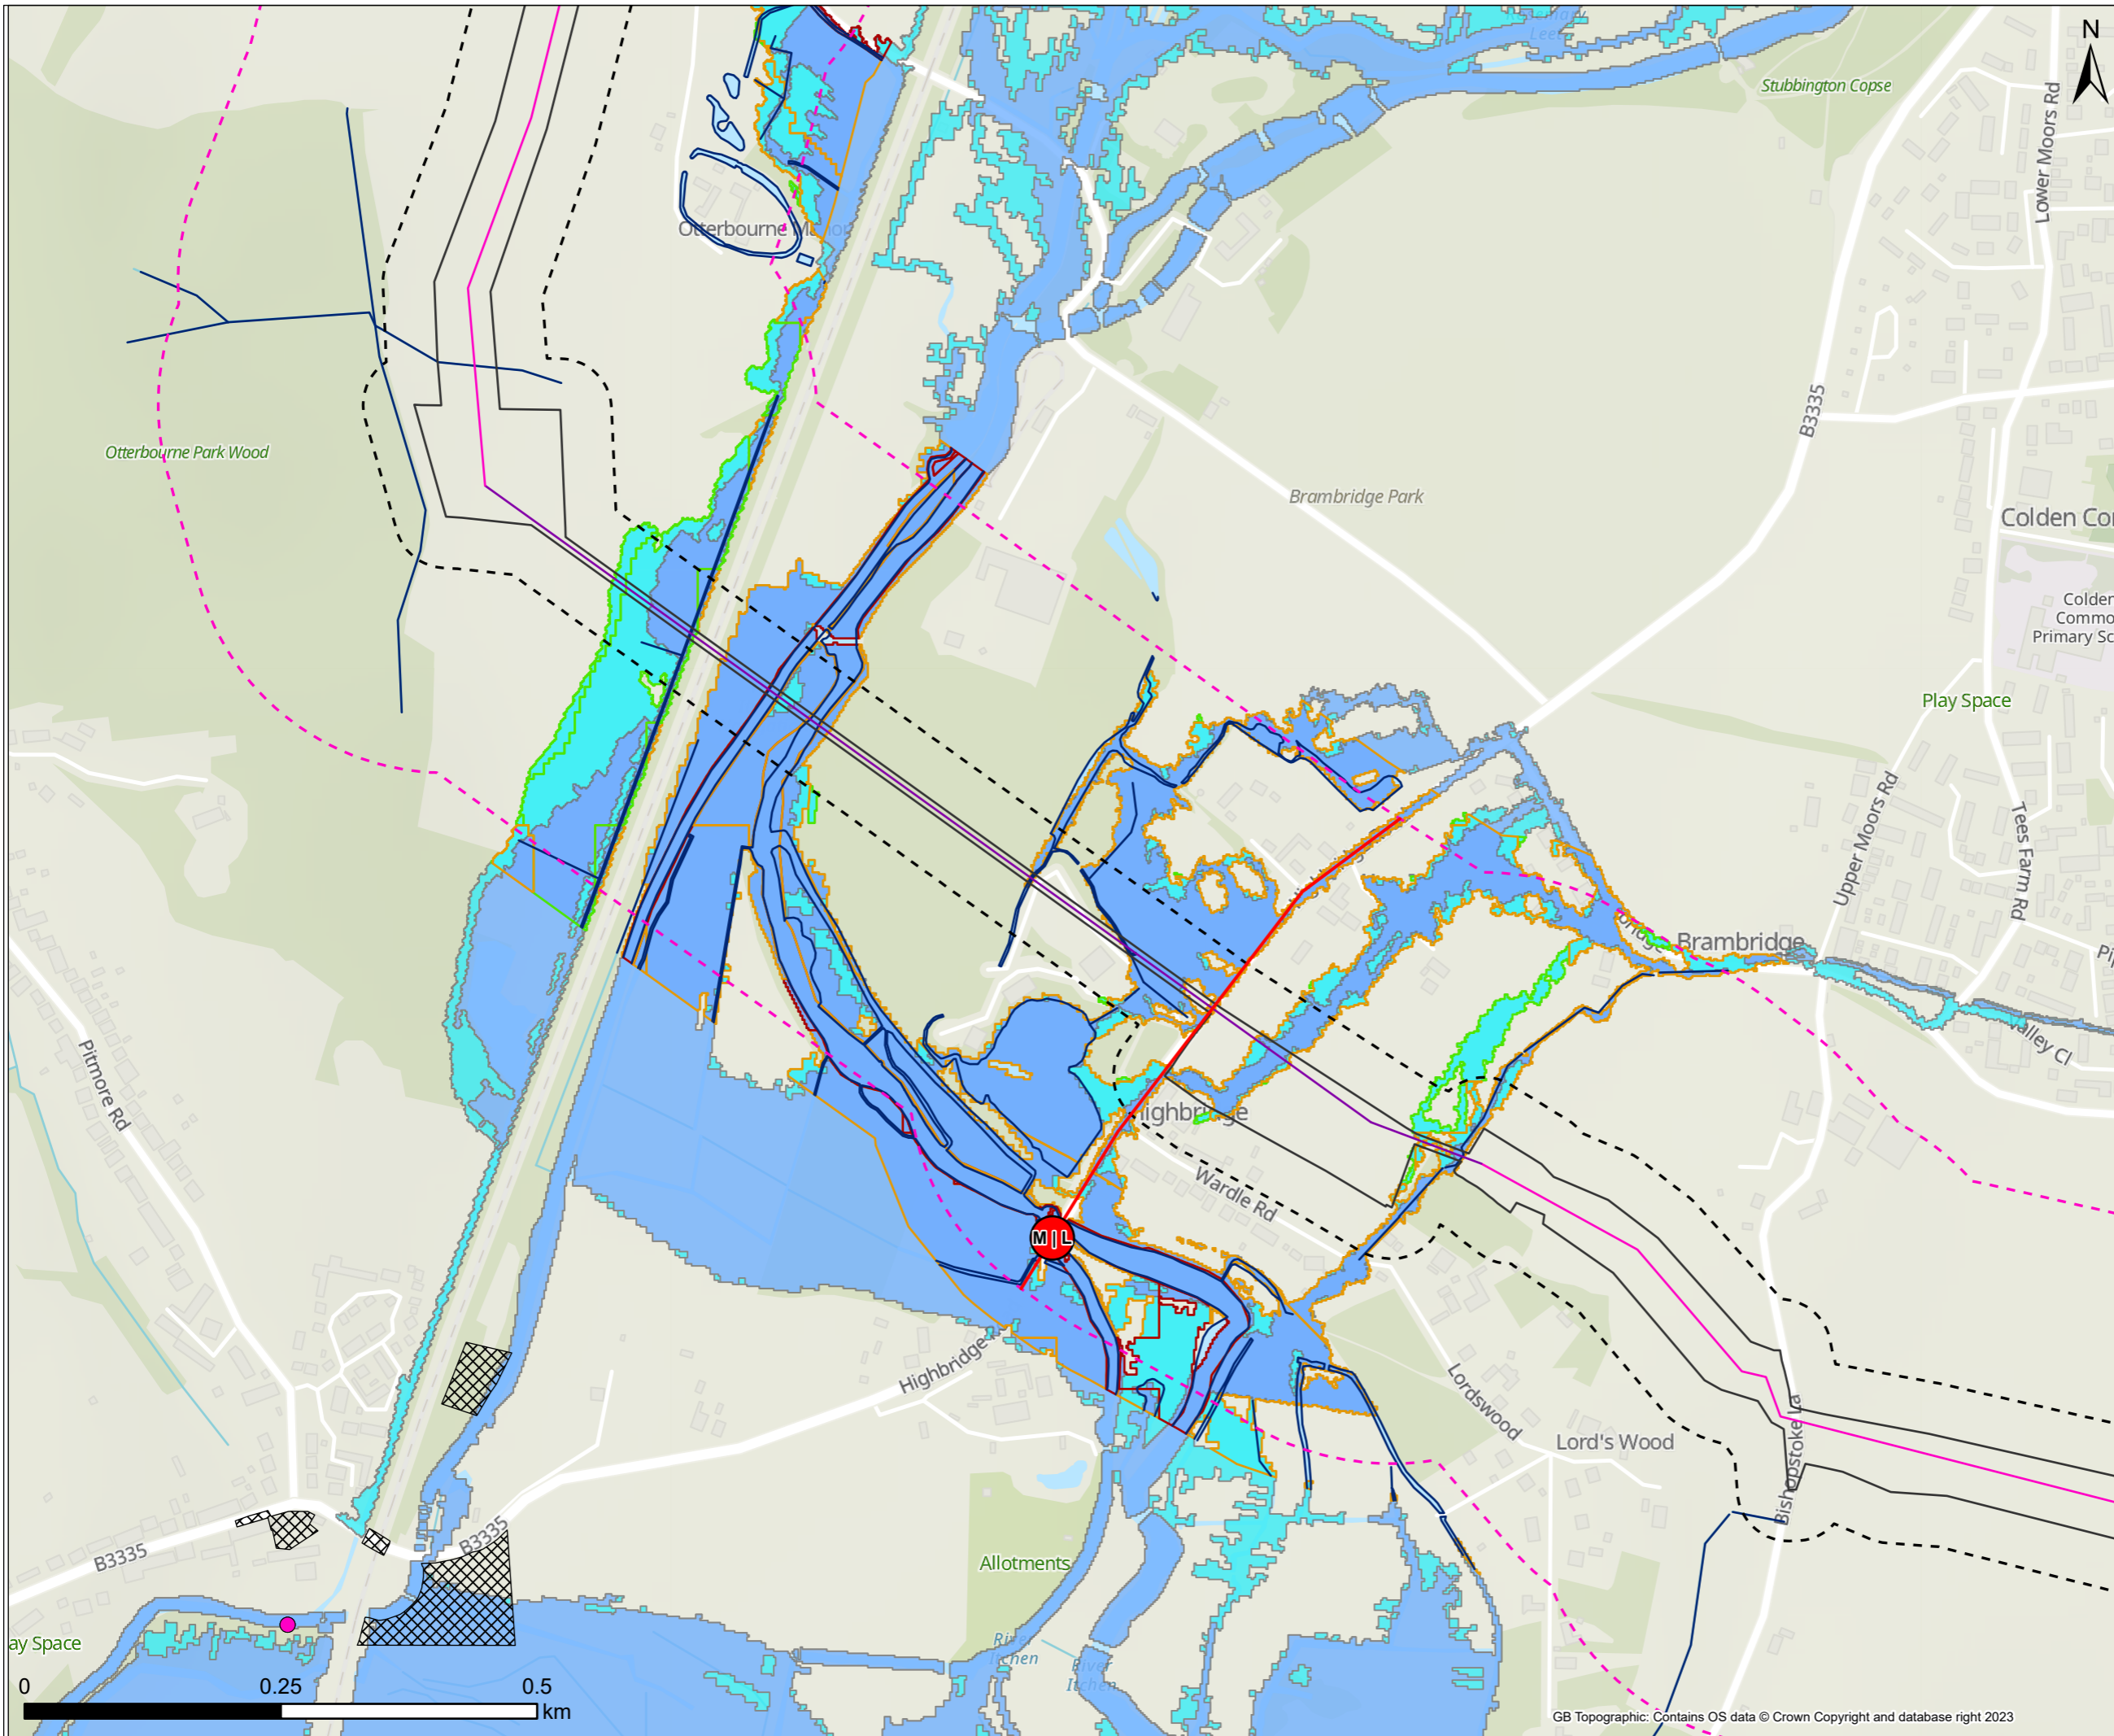 Leet
N
Stubbington Copse
Lower Moors Rd
Otterbourne Manor
B3335
Otterbourne Park Wood
Brambridge Park
Colden Co
Colden
Commo
Primary Sc
Play Space
Upper Moors Rd
Tees Farm Rd
Brambridge
Pitmore Rd
Valley Cl
Highbridge
Wardle Rd
M | L
Highbridge
Lordswood
Lord's Wood
Bishopstoke La
B3335
B3335
Allotments
ay Space
River
Itchen
River
Itchen
0 0.25 0.5
km
GB Topographic: Contains OS data © Crown Copyright and database right 2023